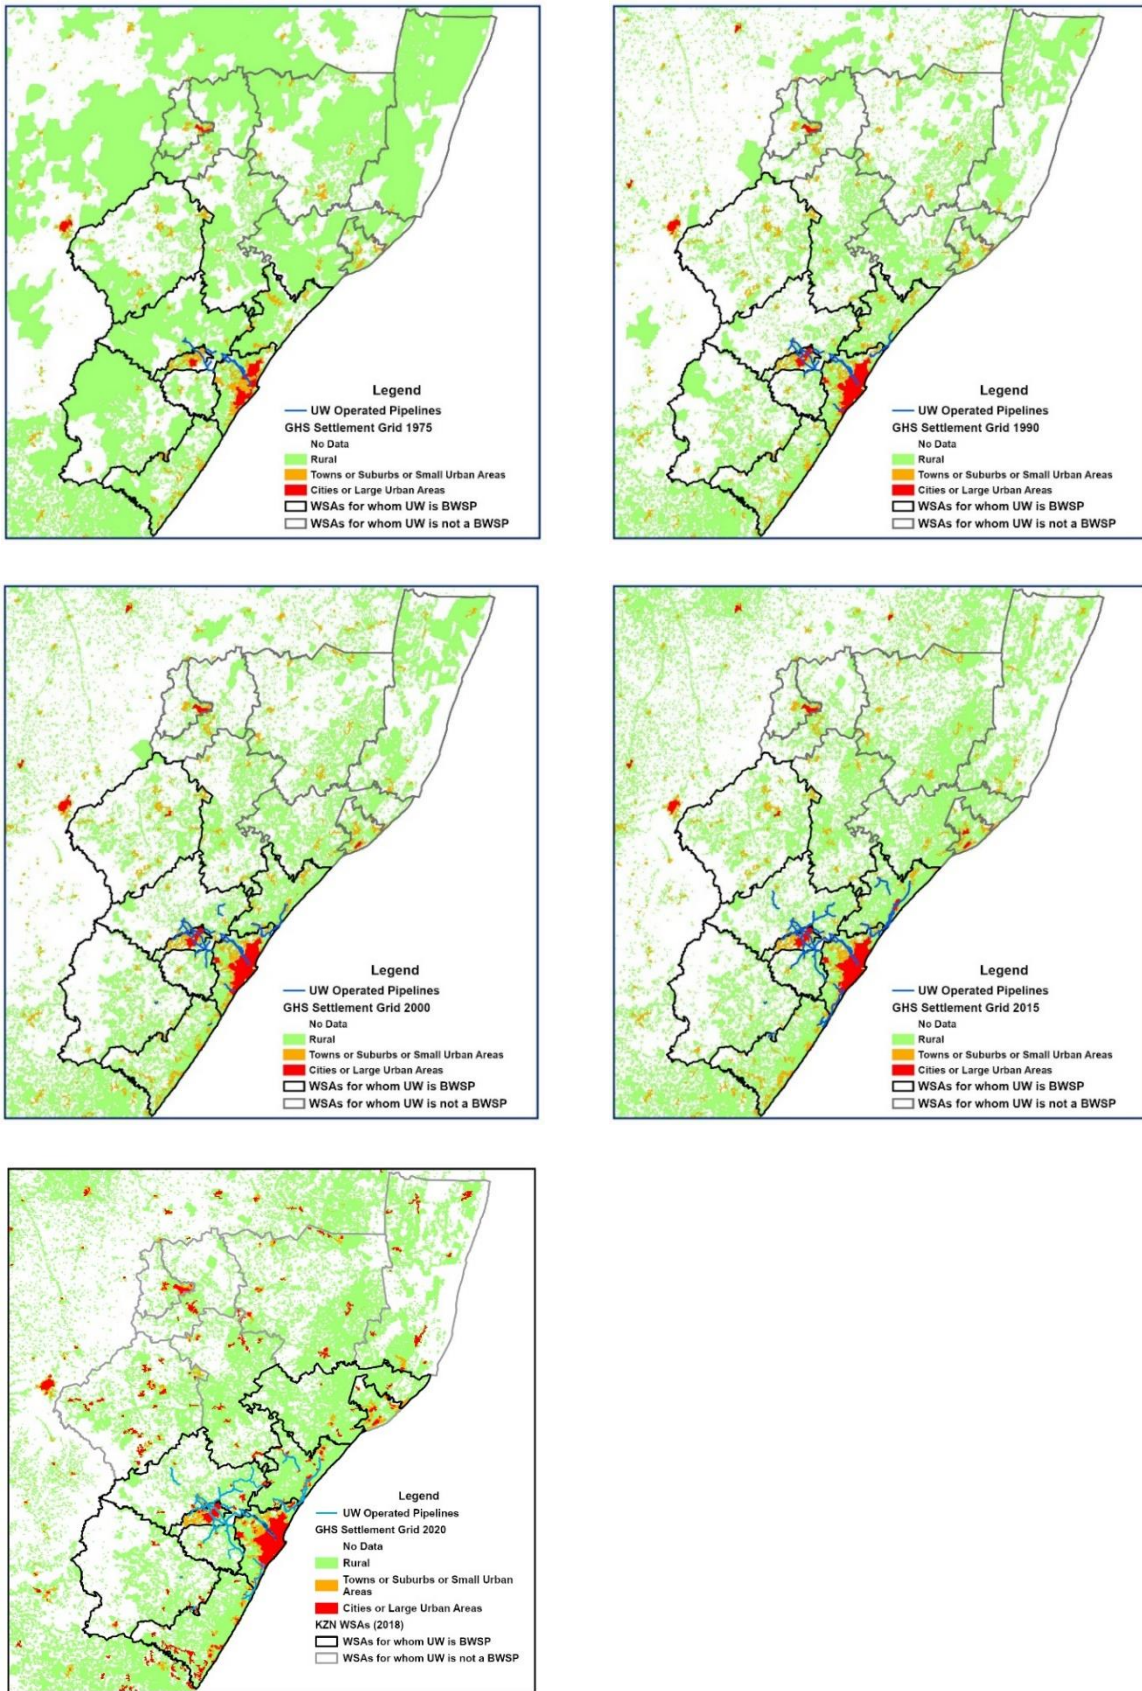 Legend
UW Operated Pipelines
GHS Settlement Grid 1975
No Data
Rural
Towns or Suburbs or Small Urban Areas
Cities or Large Urban Areas
WSAs for whom UW is BWSP
WSAs for whom UW is not a BWSP
Legend
UW Operated Pipelines
GHS Settlement Grid 1990
No Data
Rural
Towns or Suburbs or Small Urban Areas
Cities or Large Urban Areas
WSAs for whom UW is BWSP
WSAs for whom UW is not a BWSP
Legend
UW Operated Pipelines
GHS Settlement Grid 2000
No Data
Rural
Towns or Suburbs or Small Urban Areas
Cities or Large Urban Areas
WSAs for whom UW is BWSP
WSAs for whom UW is not a BWSP
Legend
UW Operated Pipelines
GHS Settlement Grid 2015
No Data
Rural
Towns or Suburbs or Small Urban Areas
Cities or Large Urban Areas
WSAs for whom UW is BWSP
WSAs for whom UW is not a BWSP
Legend
UW Operated Pipelines
GHS Settlement Grid 2020
No Data
Rural
Towns or Suburbs or Small Urban
Areas
Cities or Large Urban Areas
KZN WSAs (2018)
WSAs for whom UW is BWSP
WSAs for whom UW is not a BWSP